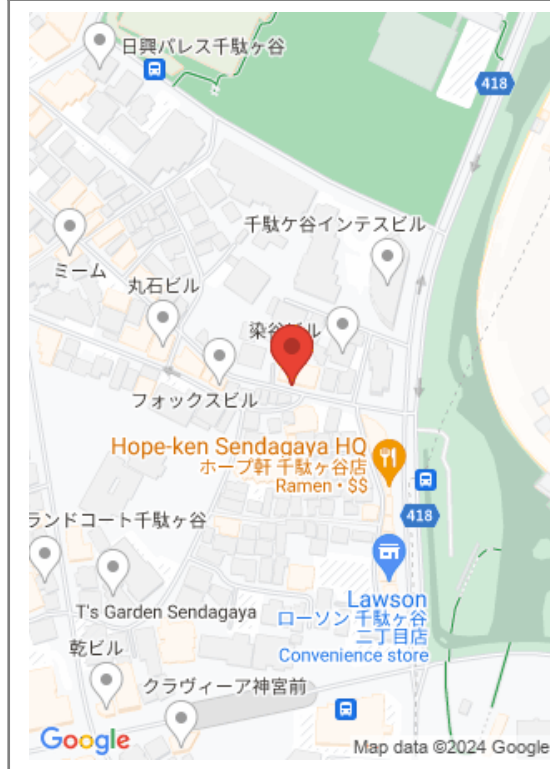 日興パレス千駄ヶ谷
418
千駄ケ谷インテスビル
ミーム
丸石ビル
染谷ビル
フォックスビル
Hope-ken Sendagaya HQ
ホープ軒 千駄ヶ谷店
Ramen • $$
418
ランドコート千駄ヶ谷
T's Garden Sendagaya
Lawson
ローソン 千駄ヶ谷
二丁目店
Convenience store
乾ビル
クラヴィーア神宮前
Google
Map data ©2024 Google